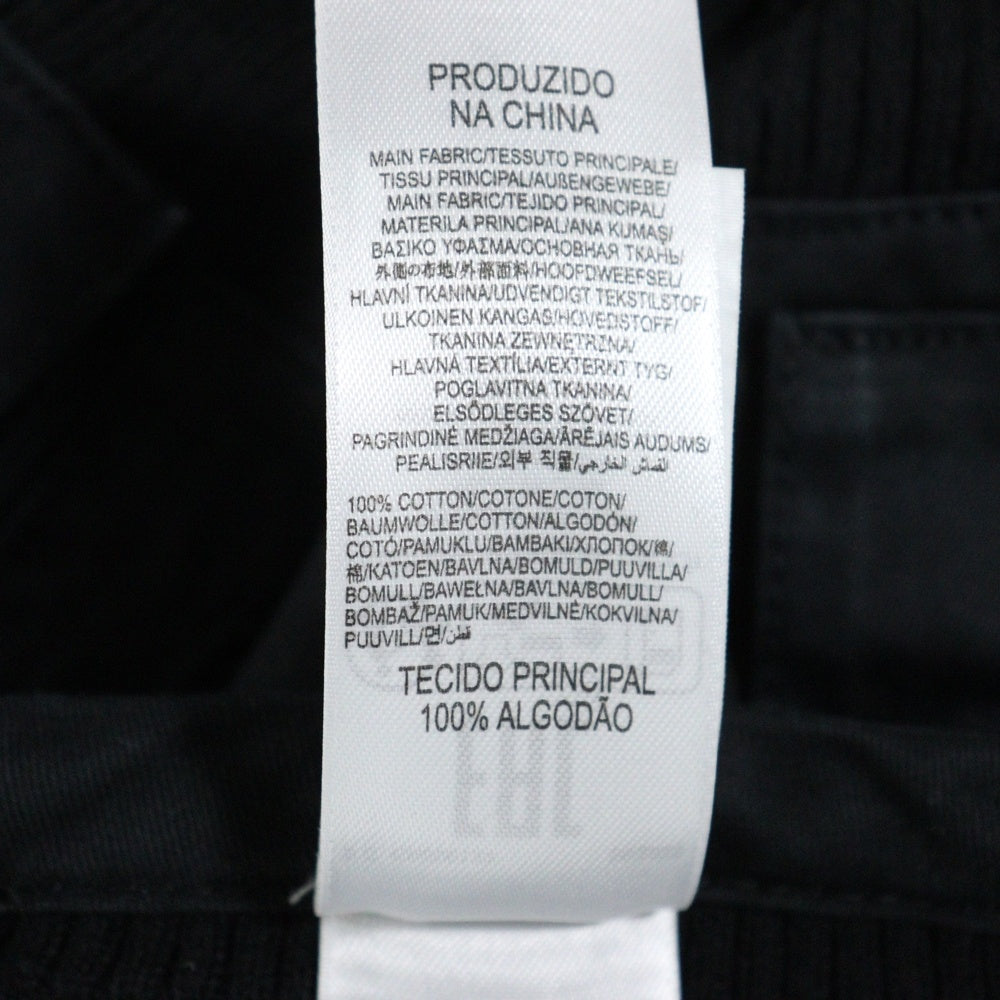 PRODUZIDO
NA CHINA
MAIN FABRIC/TESSUTO PRINCIPALE/
TISSU PRINCIPAL/AUßENGEWEBE/
MAIN FABRIC/TEJIDO PRINCIPAL/
MATERILA PRINCIPAL/ANA KUMAŞ/
ΒΑΣΙΚΟ ΥΦΑΣΜΑ/ОСНОВНАЯ ТКАНЬ/
外側の布地/外部面料/HOOFDWEEFSEL/
HLAVNÍ TKANINA/UDVENDIGT TEKSTILSTOF/
ULKOINEN KANGAS/HOVEDSTOFF/
TKANINA ZEWNĘTRZNA/
HLAVNÁ TEXTÍLIA/EXTERNT TYG/
POGLAVITNA TKANINA/
ELSŐDLEGES SZÖVET/
PAGRINDINĖ MEDŽIAGA/ĀRĒJAIS AUDUMS/
PEALISRIIE/외부 직물/القماش الخارجي/
100% COTTON/COTONE/COTON/
BAUMWOLLE/COTTON/ALGODÓN/
COTÓ/PAMUKLU/BAMBAKI/ХЛОПОК/綿/
棉/KATOEN/BAVLNA/BOMULD/PUUVILLA/
BOMULL/BAWEŁNA/BAVLNA/BOMULL/
BOMBAŽ/PAMUK/MEDVILNĖ/KOKVILNA/
PUUVILL/면/قطن
TECIDO PRINCIPAL
100% ALGODÃO